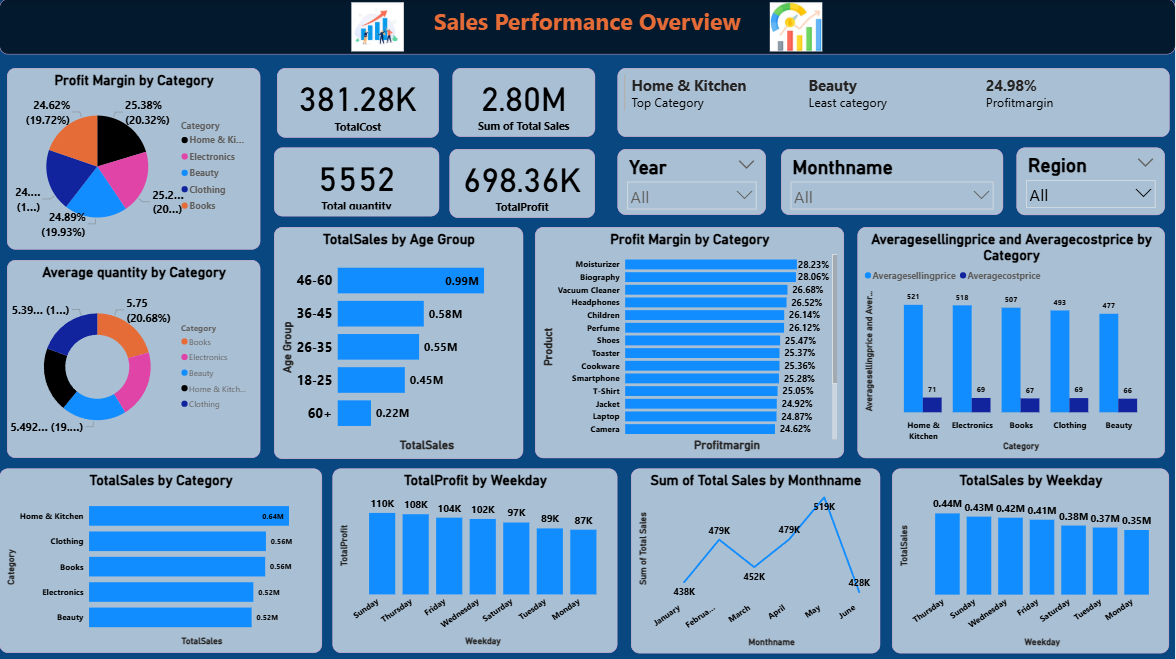 Sales Performance Overview
Profit Margin by Category
24.62%
(19.72%)
25.38%
(20.32%)
24....
(1...)
25.2...
(20...)
24.89%
(19.93%)
Category
Home & Ki...
Electronics
Beauty
Clothing
Books
381.28K
TotalCost
2.80M
Sum of Total Sales
5552
Total quantity
698.36K
TotalProfit
Home & Kitchen
Top Category
Beauty
Least category
24.98%
Profitmargin
Year
All
Monthname
All
Region
All
Average quantity by Category
5.39... (1...)
5.75
(20.68%)
5.492... (19....)
Category
Books
Electronics
Beauty
Home & Kitch...
Clothing
TotalSales by Age Group
Age Group
46-60
0.99M
36-45
0.58M
26-35
0.55M
18-25
0.45M
60+
0.22M
TotalSales
Profit Margin by Category
Product
Moisturizer 28.23%
Biography 28.06%
Vacuum Cleaner 26.68%
Headphones 26.52%
Children 26.14%
Perfume 26.12%
Shoes 25.47%
Toaster 25.37%
Cookware 25.36%
Smartphone 25.28%
T-Shirt 25.05%
Jacket 24.92%
Laptop 24.87%
Camera 24.62%
Profitmargin
Averagesellingprice and Averagecostprice by
Category
Averagesellingprice Averagecostprice
Averagesellingprice and Aver...
521 518 507 493 477
71 69 67 69 66
Home & Kitchen Electronics Books Clothing Beauty
Category
TotalSales by Category
Category
Home & Kitchen 0.64M
Clothing 0.56M
Books 0.56M
Electronics 0.52M
Beauty 0.52M
TotalSales
TotalProfit by Weekday
TotalProfit
110K 108K 104K 102K 97K 89K 87K
Sunday Thursday Friday Wednesday Saturday Tuesday Monday
Weekday
Sum of Total Sales by Monthname
Sum of Total Sales
438K 479K 452K 479K 519K 428K
January Februa... March April May June
Monthname
TotalSales by Weekday
TotalSales
0.44M 0.43M 0.42M 0.41M 0.38M 0.37M 0.35M
Thursday Sunday Wednesday Friday Saturday Tuesday Monday
Weekday